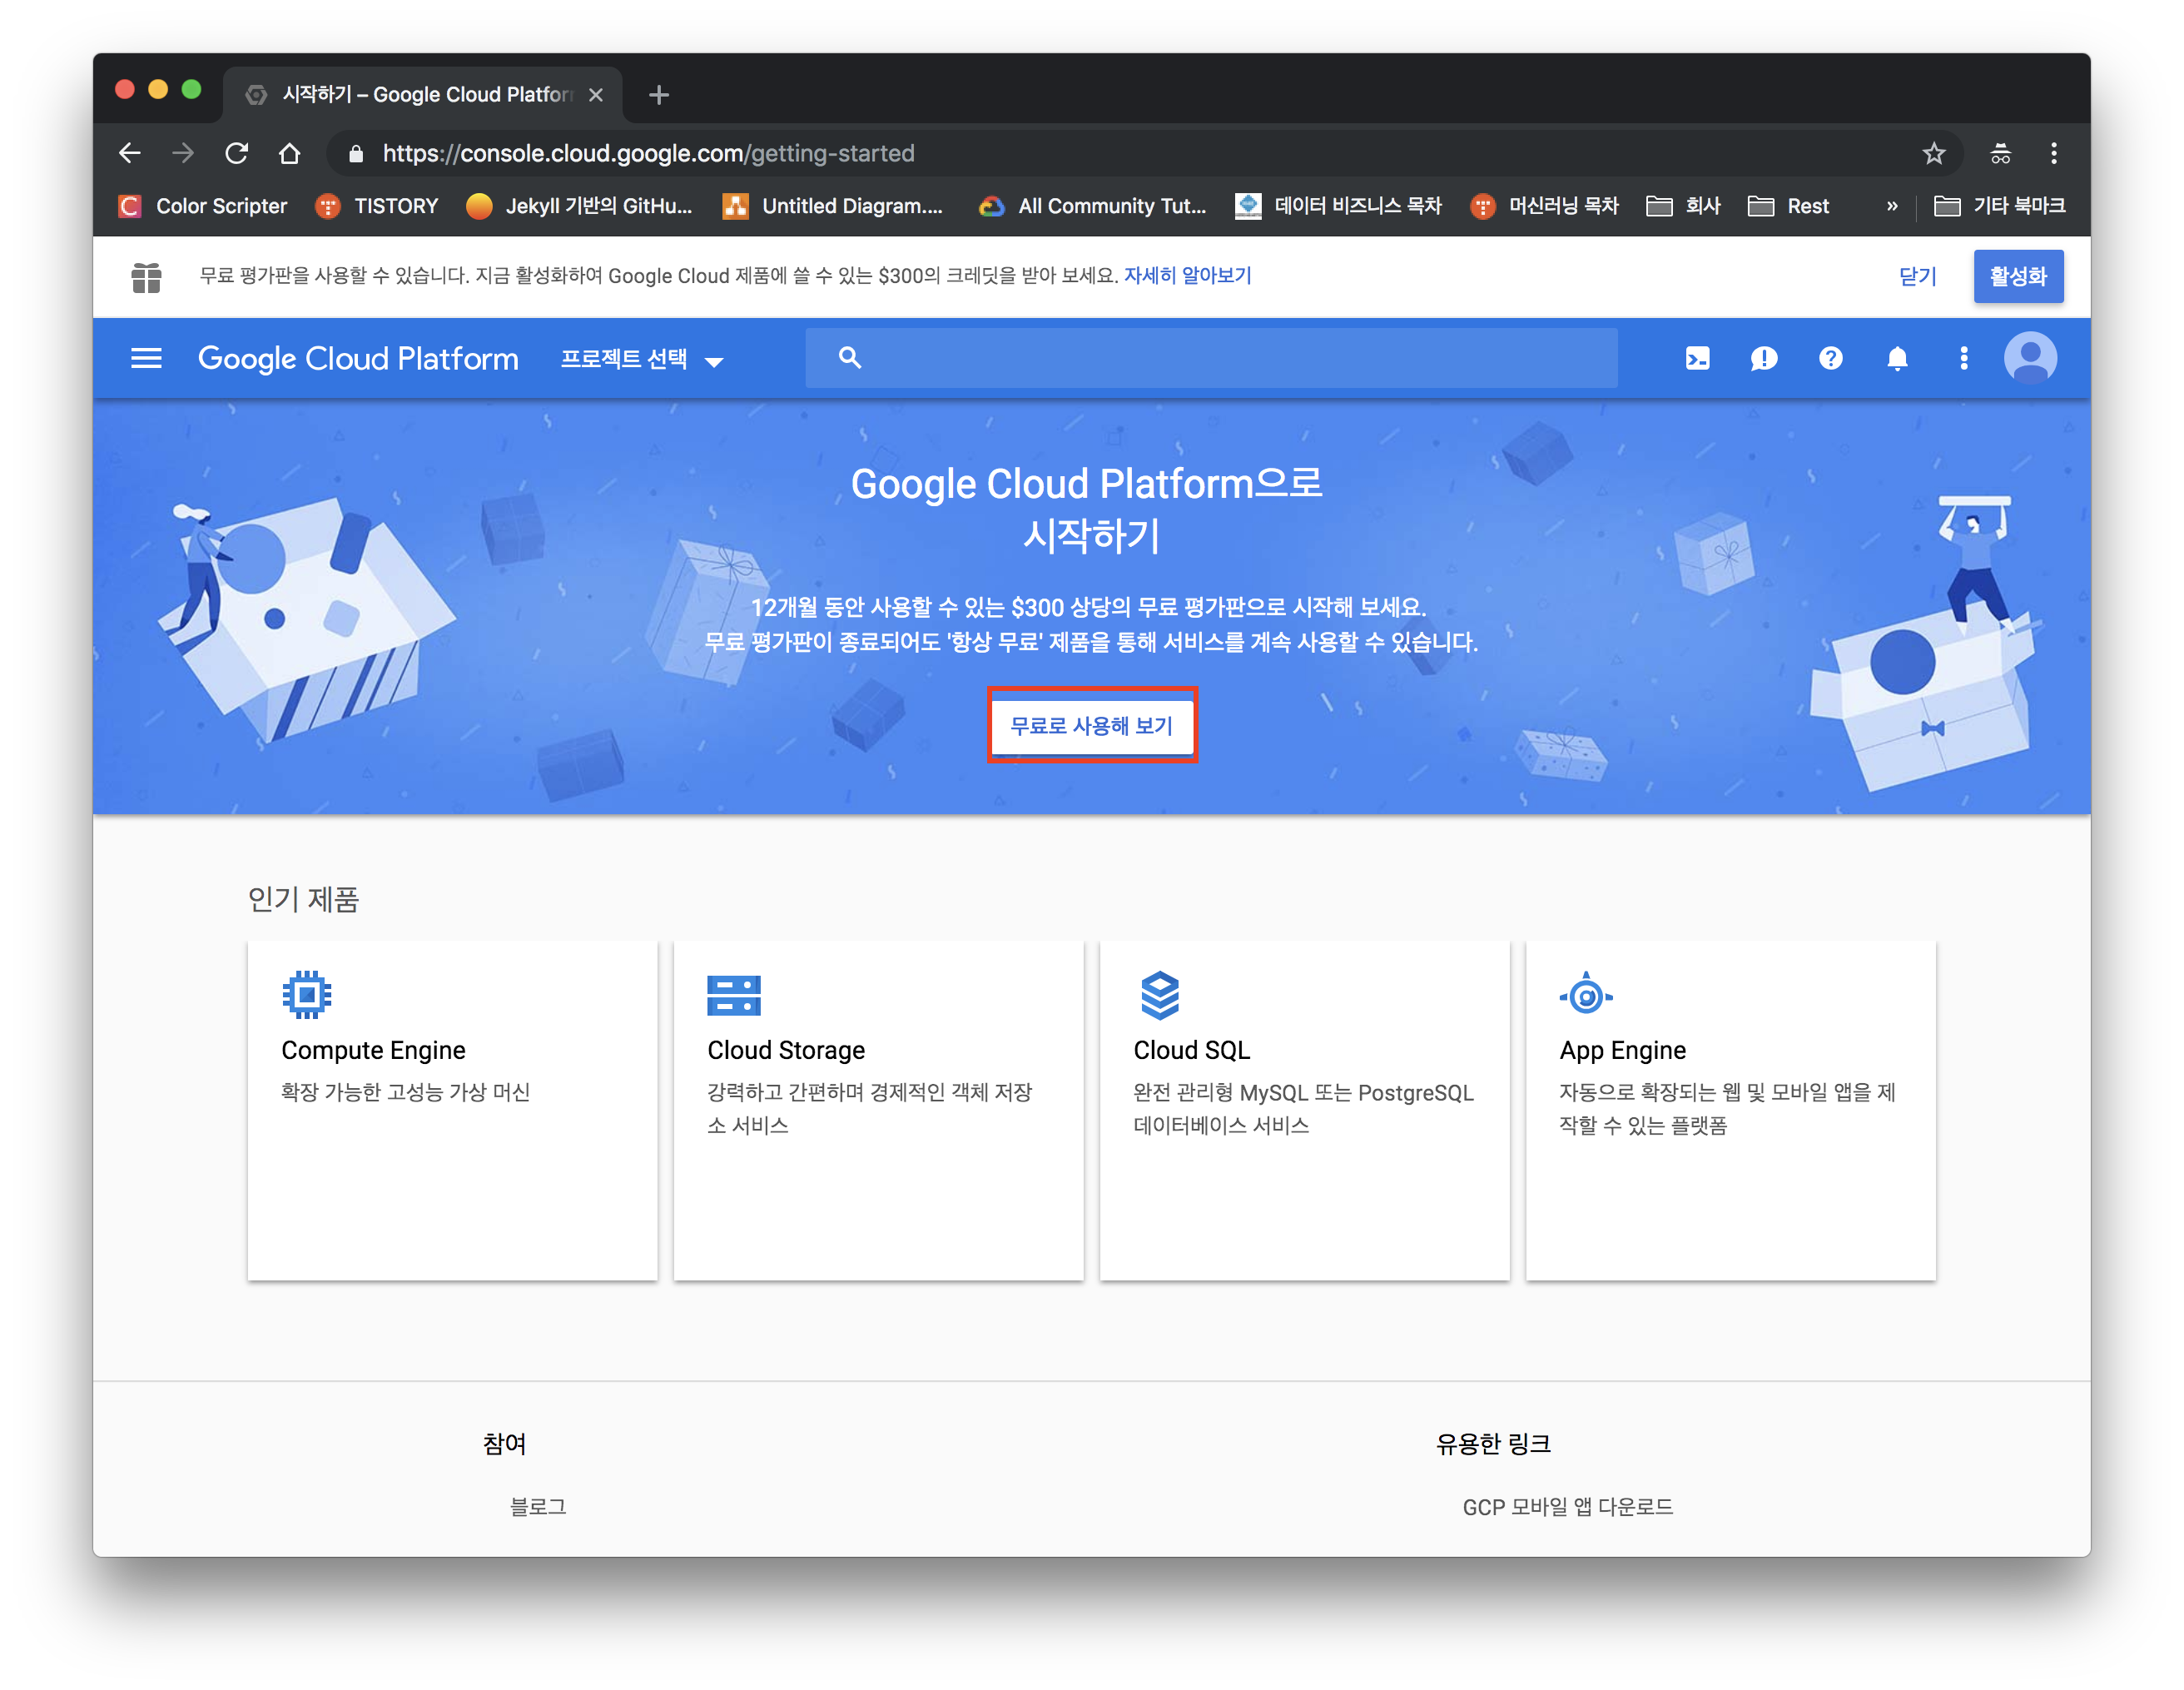 시작하기 – Google Cloud Platfor
https://console.cloud.google.com/getting-started
Color Scripter TISTORY Jekyll 기반의 GitHu... Untitled Diagram.... All Community Tut... 데이터 비즈니스 목차 머신러닝 목차 회사 Rest » 기타 북마크
무료 평가판을 사용할 수 있습니다. 지금 활성화하여 Google Cloud 제품에 쓸 수 있는 $300의 크레딧을 받아 보세요. 자세히 알아보기 닫기 활성화
Google Cloud Platform 프로젝트 선택
Google Cloud Platform으로
시작하기
12개월 동안 사용할 수 있는 $300 상당의 무료 평가판으로 시작해 보세요.
무료 평가판이 종료되어도 '항상 무료' 제품을 통해 서비스를 계속 사용할 수 있습니다.
무료로 사용해 보기
인기 제품
Compute Engine
확장 가능한 고성능 가상 머신
Cloud Storage
강력하고 간편하며 경제적인 객체 저장
소 서비스
Cloud SQL
완전 관리형 MySQL 또는 PostgreSQL
데이터베이스 서비스
App Engine
자동으로 확장되는 웹 및 모바일 앱을 제
작할 수 있는 플랫폼
참여
블로그
유용한 링크
GCP 모바일 앱 다운로드